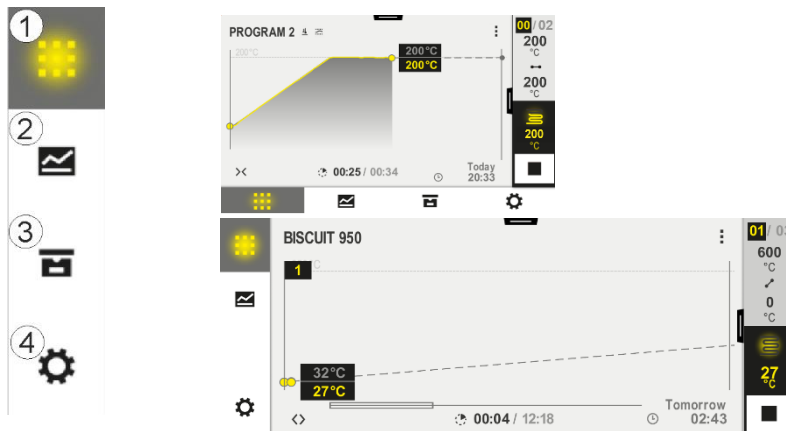 1
2
3
4
PROGRAM 2
200°C
200°C
200°C
00:25 / 00:34
Today
20:33
00 / 02
200
°C
200
°C
200
°C
BISCUIT 950
1
32°C
27°C
00:04 / 12:18
Tomorrow
02:43
01 /
600
°C
0
°C
27
°C